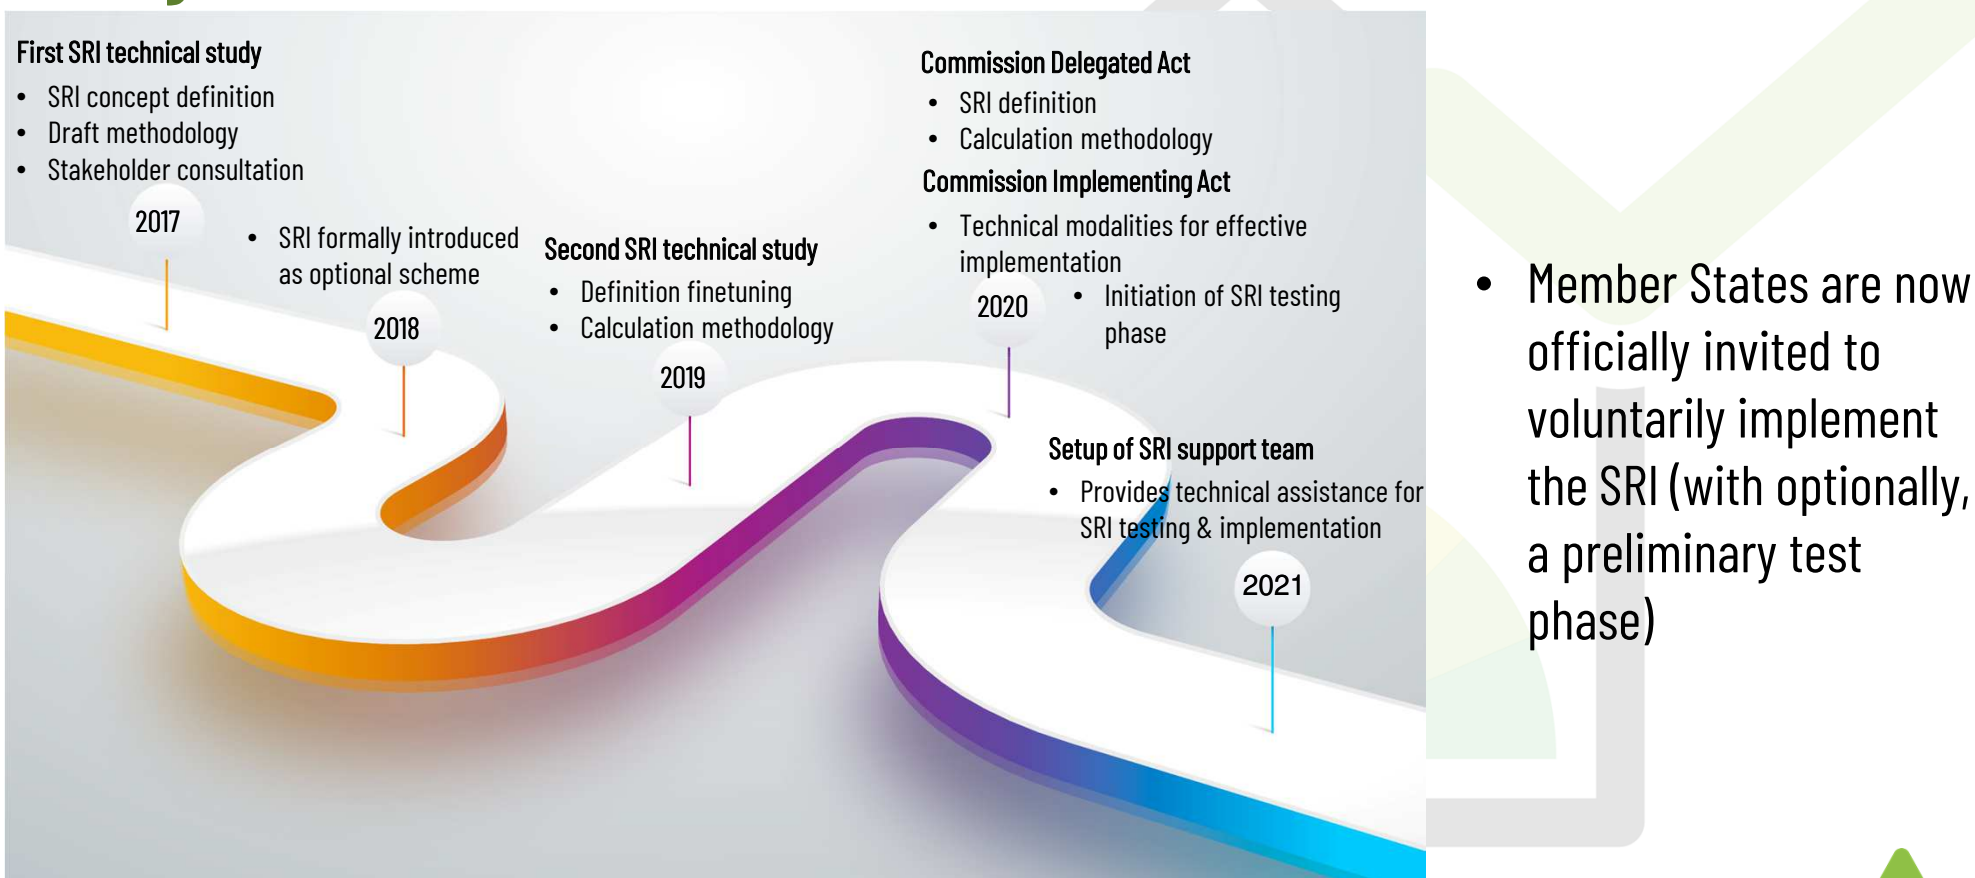 First SRI technical study
• SRI concept definition
• Draft methodology
• Stakeholder consultation
2017
• SRI formally introduced
as optional scheme
2018
Second SRI technical study
• Definition finetuning
• Calculation methodology
2019
Commission Delegated Act
• SRI definition
• Calculation methodology
Commission Implementing Act
• Technical modalities for effective
implementation
2020
• Initiation of SRI testing
phase
Setup of SRI support team
• Provides technical assistance for
SRI testing & implementation
2021
• Member States are now
officially invited to
voluntarily implement
the SRI (with optionally,
a preliminary test
phase)